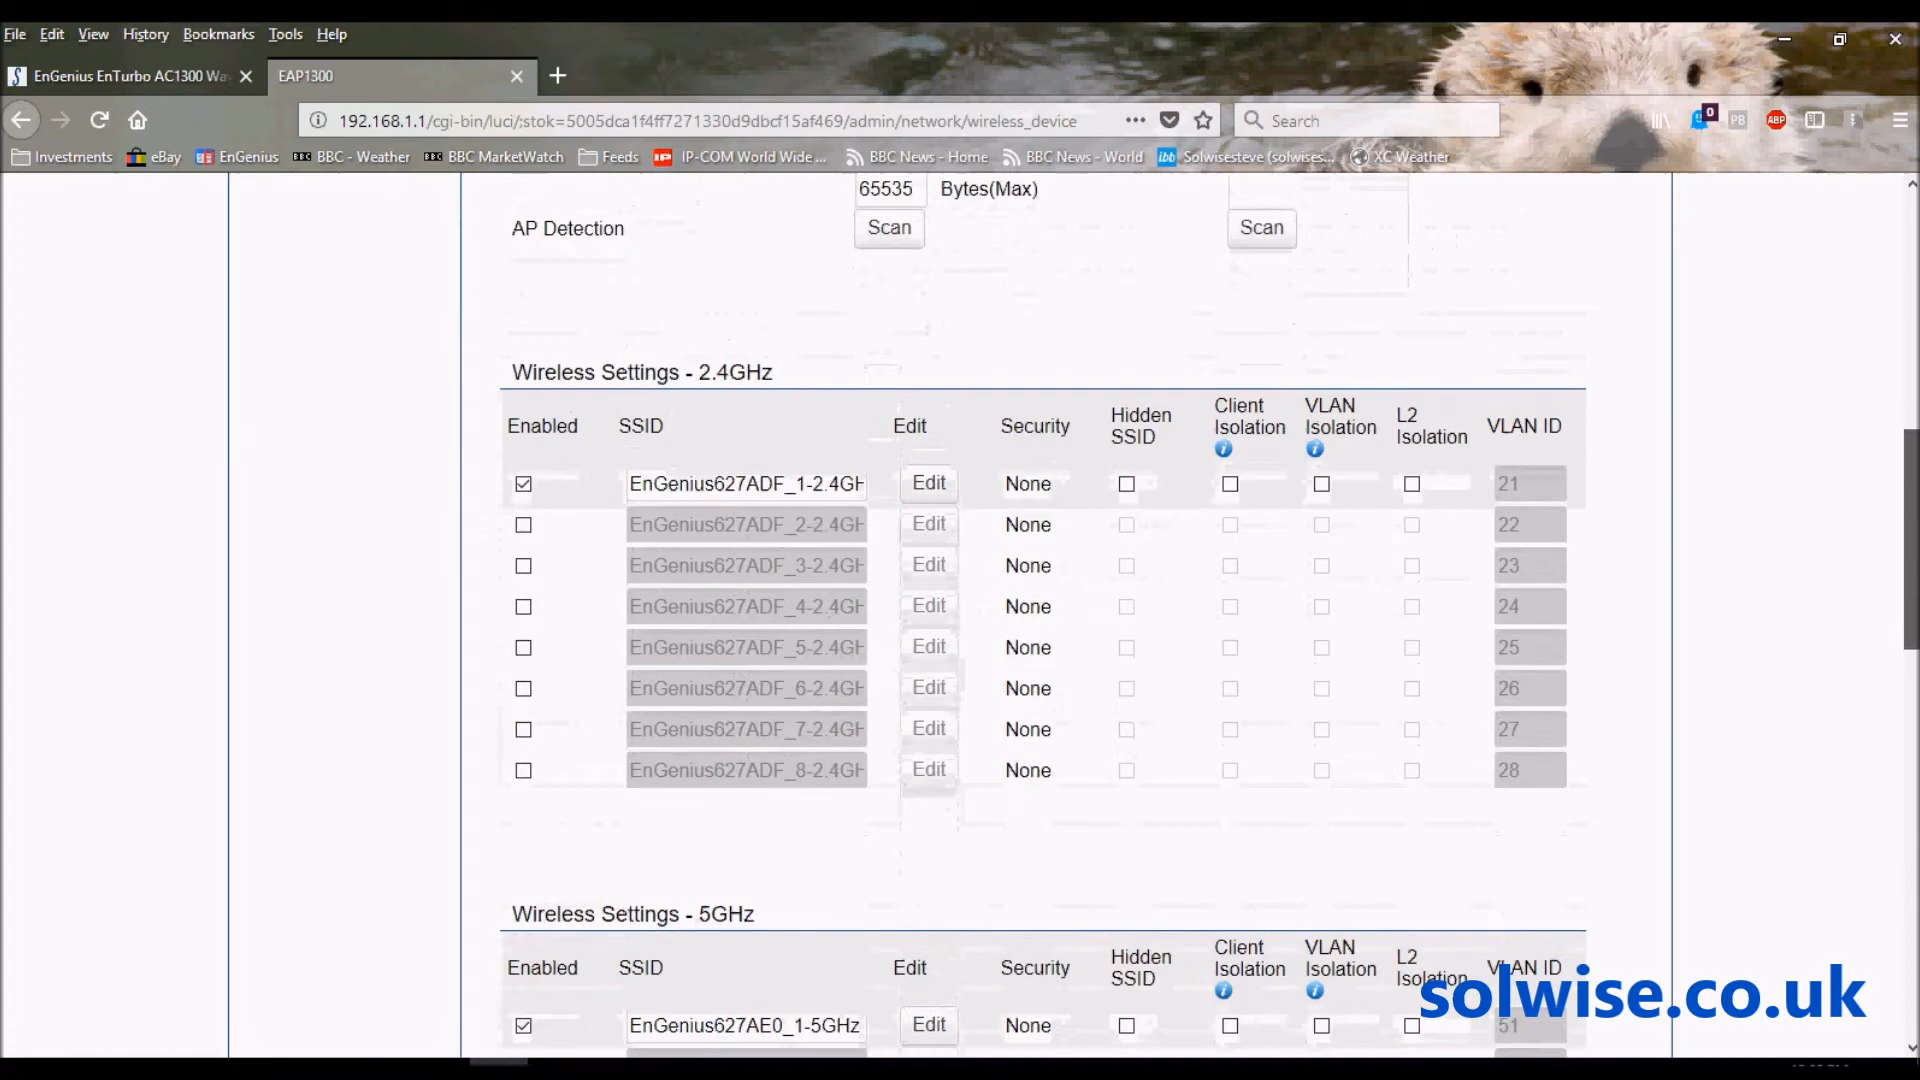 File Edit View History Bookmarks Tools Help
EnGenius EnTurbo AC1300 Wa
EAP1300
192.168.1.1/cgi-bin/luci/;stok=5005dca1f4ff7271330d9dbcf15af469/admin/network/wireless_device
Search
0
PB
ABP
Investments eBay EnGenius BBC - Weather BBC MarketWatch Feeds IP-COM World Wide ... BBC News - Home BBC News - World Solwisesteve (solwises... XC Weather
65535 Bytes(Max)
AP Detection Scan Scan
Wireless Settings - 2.4GHz
Enabled SSID Edit Security Hidden SSID Client Isolation VLAN Isolation L2 Isolation VLAN ID
EnGenius627ADF_1-2.4GH Edit None 21
EnGenius627ADF_2-2.4GH Edit None 22
EnGenius627ADF_3-2.4GH Edit None 23
EnGenius627ADF_4-2.4GH Edit None 24
EnGenius627ADF_5-2.4GH Edit None 25
EnGenius627ADF_6-2.4GH Edit None 26
EnGenius627ADF_7-2.4GH Edit None 27
EnGenius627ADF_8-2.4GH Edit None 28
Wireless Settings - 5GHz
Enabled SSID Edit Security Hidden SSID Client Isolation VLAN Isolation L2 Isolation VLAN ID
EnGenius627AE0_1-5GHz Edit None 51
solwise.co.uk